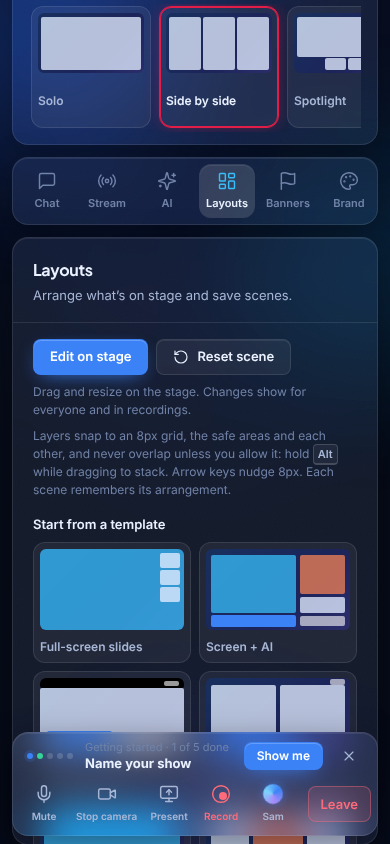 Solo
Side by side
Spotlight
Chat
Stream
AI
Layouts
Banners
Brand
Layouts
Arrange what's on stage and save scenes.
Edit on stage
Reset scene
Drag and resize on the stage. Changes show for
everyone and in recordings.
Layers snap to an 8px grid, the safe areas and each
other, and never overlap unless you allow it: hold Alt
while dragging to stack. Arrow keys nudge 8px. Each
scene remembers its arrangement.
Start from a template
Full-screen slides
Screen + AI
Getting started · 1 of 5 done
Name your show
Show me
Mute
Stop camera
Present
Record
Sam
Leave